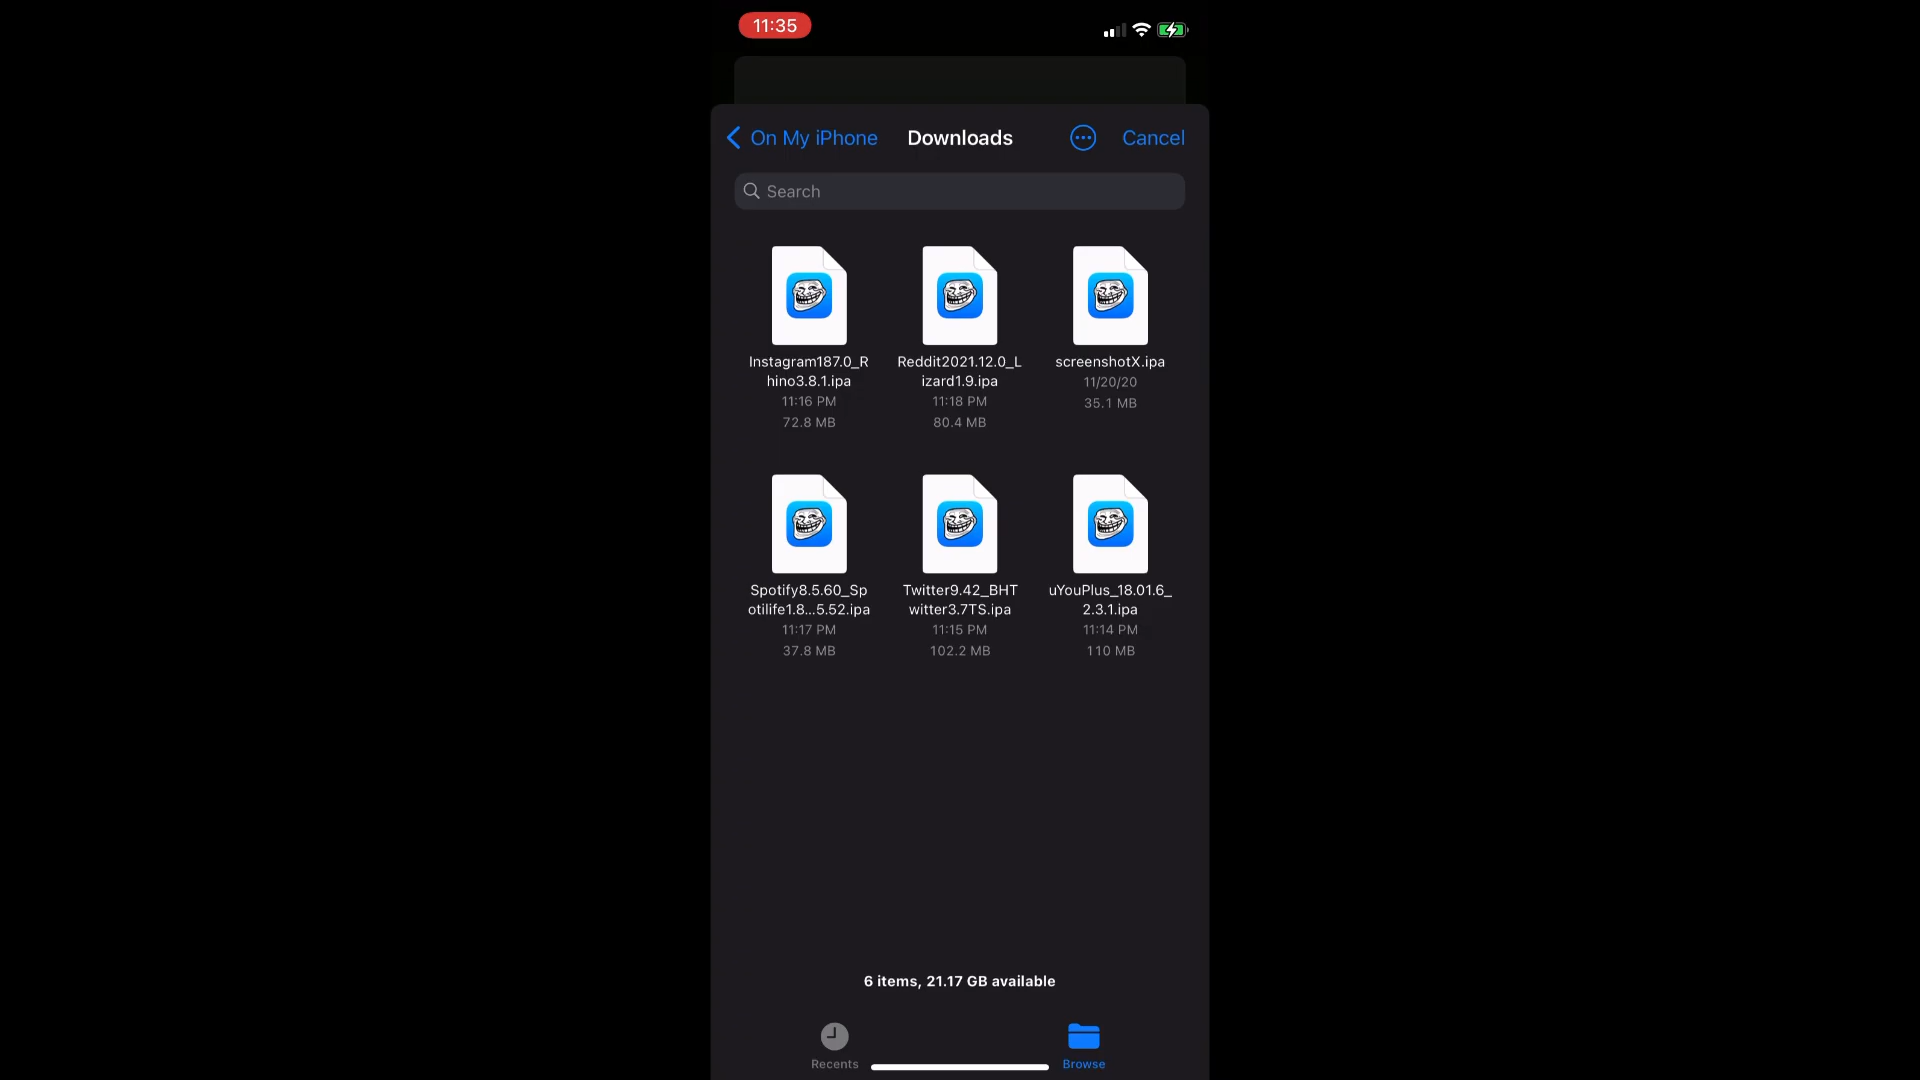 11:35
On My iPhone
Downloads
Cancel
Search
Instagram187.0_R
hino3.8.1.ipa
11:16 PM
72.8 MB
Reddit2021.12.0_L
izard1.9.ipa
11:18 PM
80.4 MB
screenshotX.ipa
11/20/20
35.1 MB
Spotify8.5.60_Sp
otilife1.8...5.52.ipa
11:17 PM
37.8 MB
Twitter9.42_BHT
witter3.7TS.ipa
11:15 PM
102.2 MB
uYouPlus_18.01.6_
2.3.1.ipa
11:14 PM
110 MB
6 items, 21.17 GB available
Recents
Browse